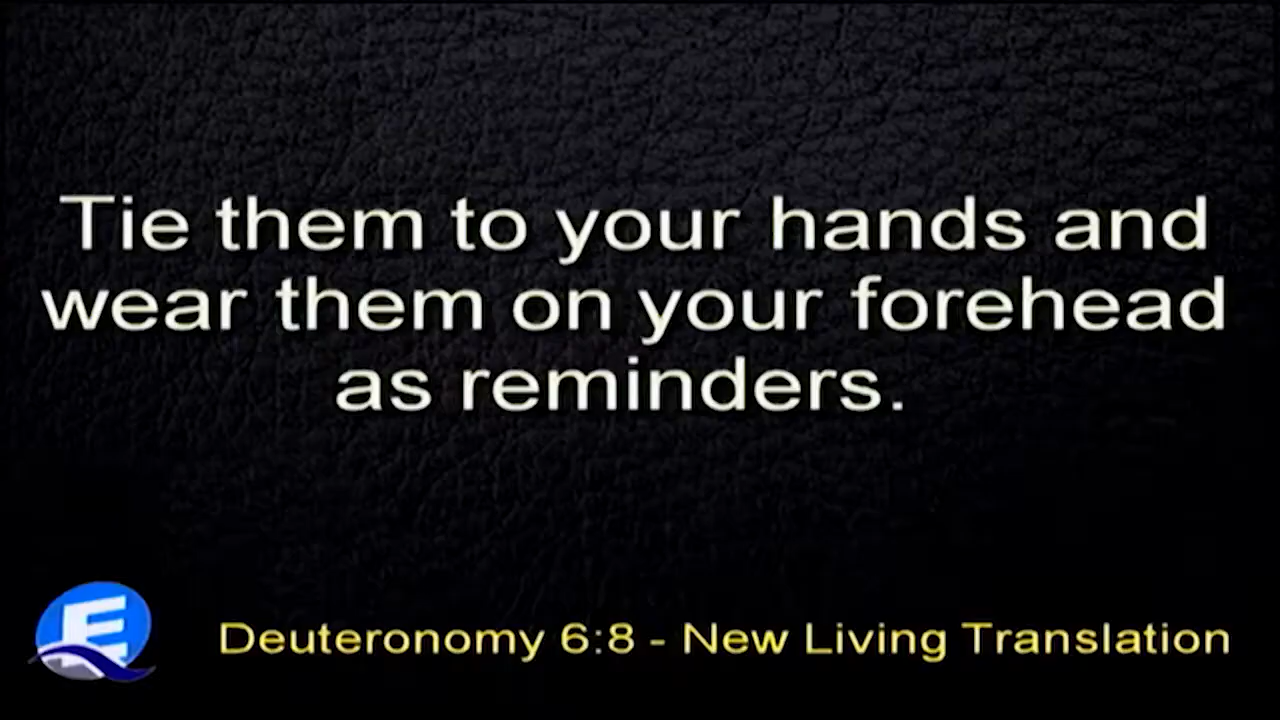 Tie them to your hands and
wear them on your forehead
as reminders.
E
Deuteronomy 6:8 - New Living Translation